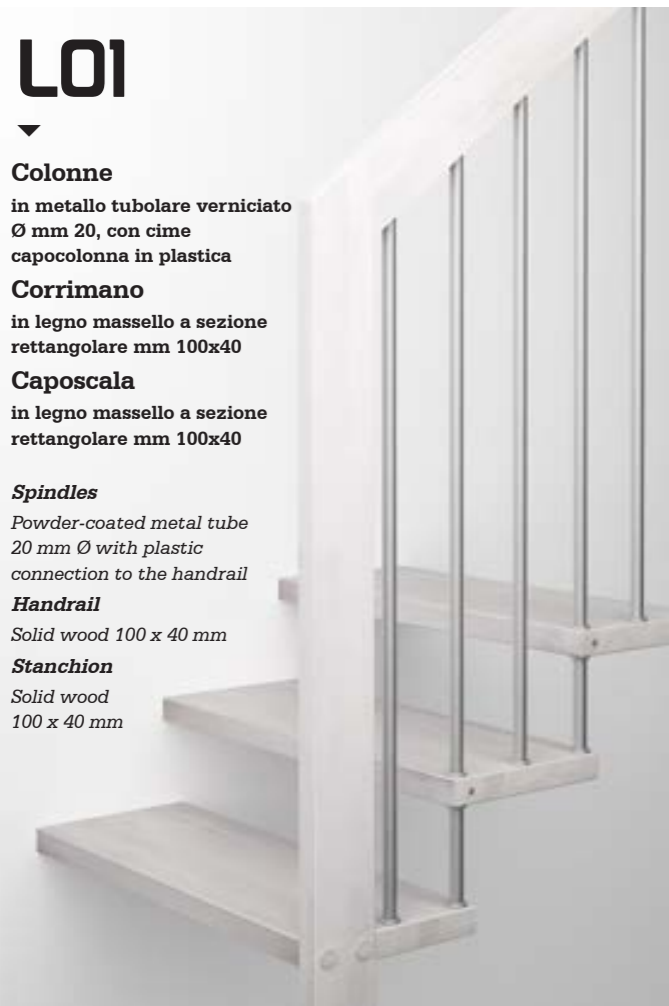 L01
Colonne
in metallo tubolare verniciato
Ø mm 20, con cime
capocolonna in plastica
Corrimano
in legno massello a sezione
rettangolare mm 100x40
Caposcala
in legno massello a sezione
rettangolare mm 100x40
Spindles
Powder-coated metal tube
20 mm Ø with plastic
connection to the handrail
Handrail
Solid wood 100 x 40 mm
Stanchion
Solid wood
100 x 40 mm